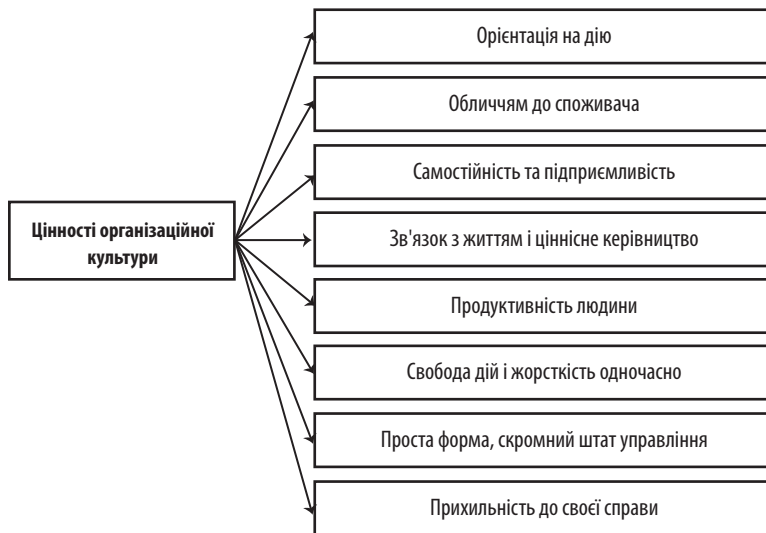 Орієнтація на дію
Обличчям до споживача
Самостійність та підприємливість
Цінності організаційної
культури
Зв'язок з життям і ціннісне керівництво
Продуктивність людини
Свобода дій і жорсткість одночасно
Проста форма, скромний штат управління
Прихильність до своєї справи